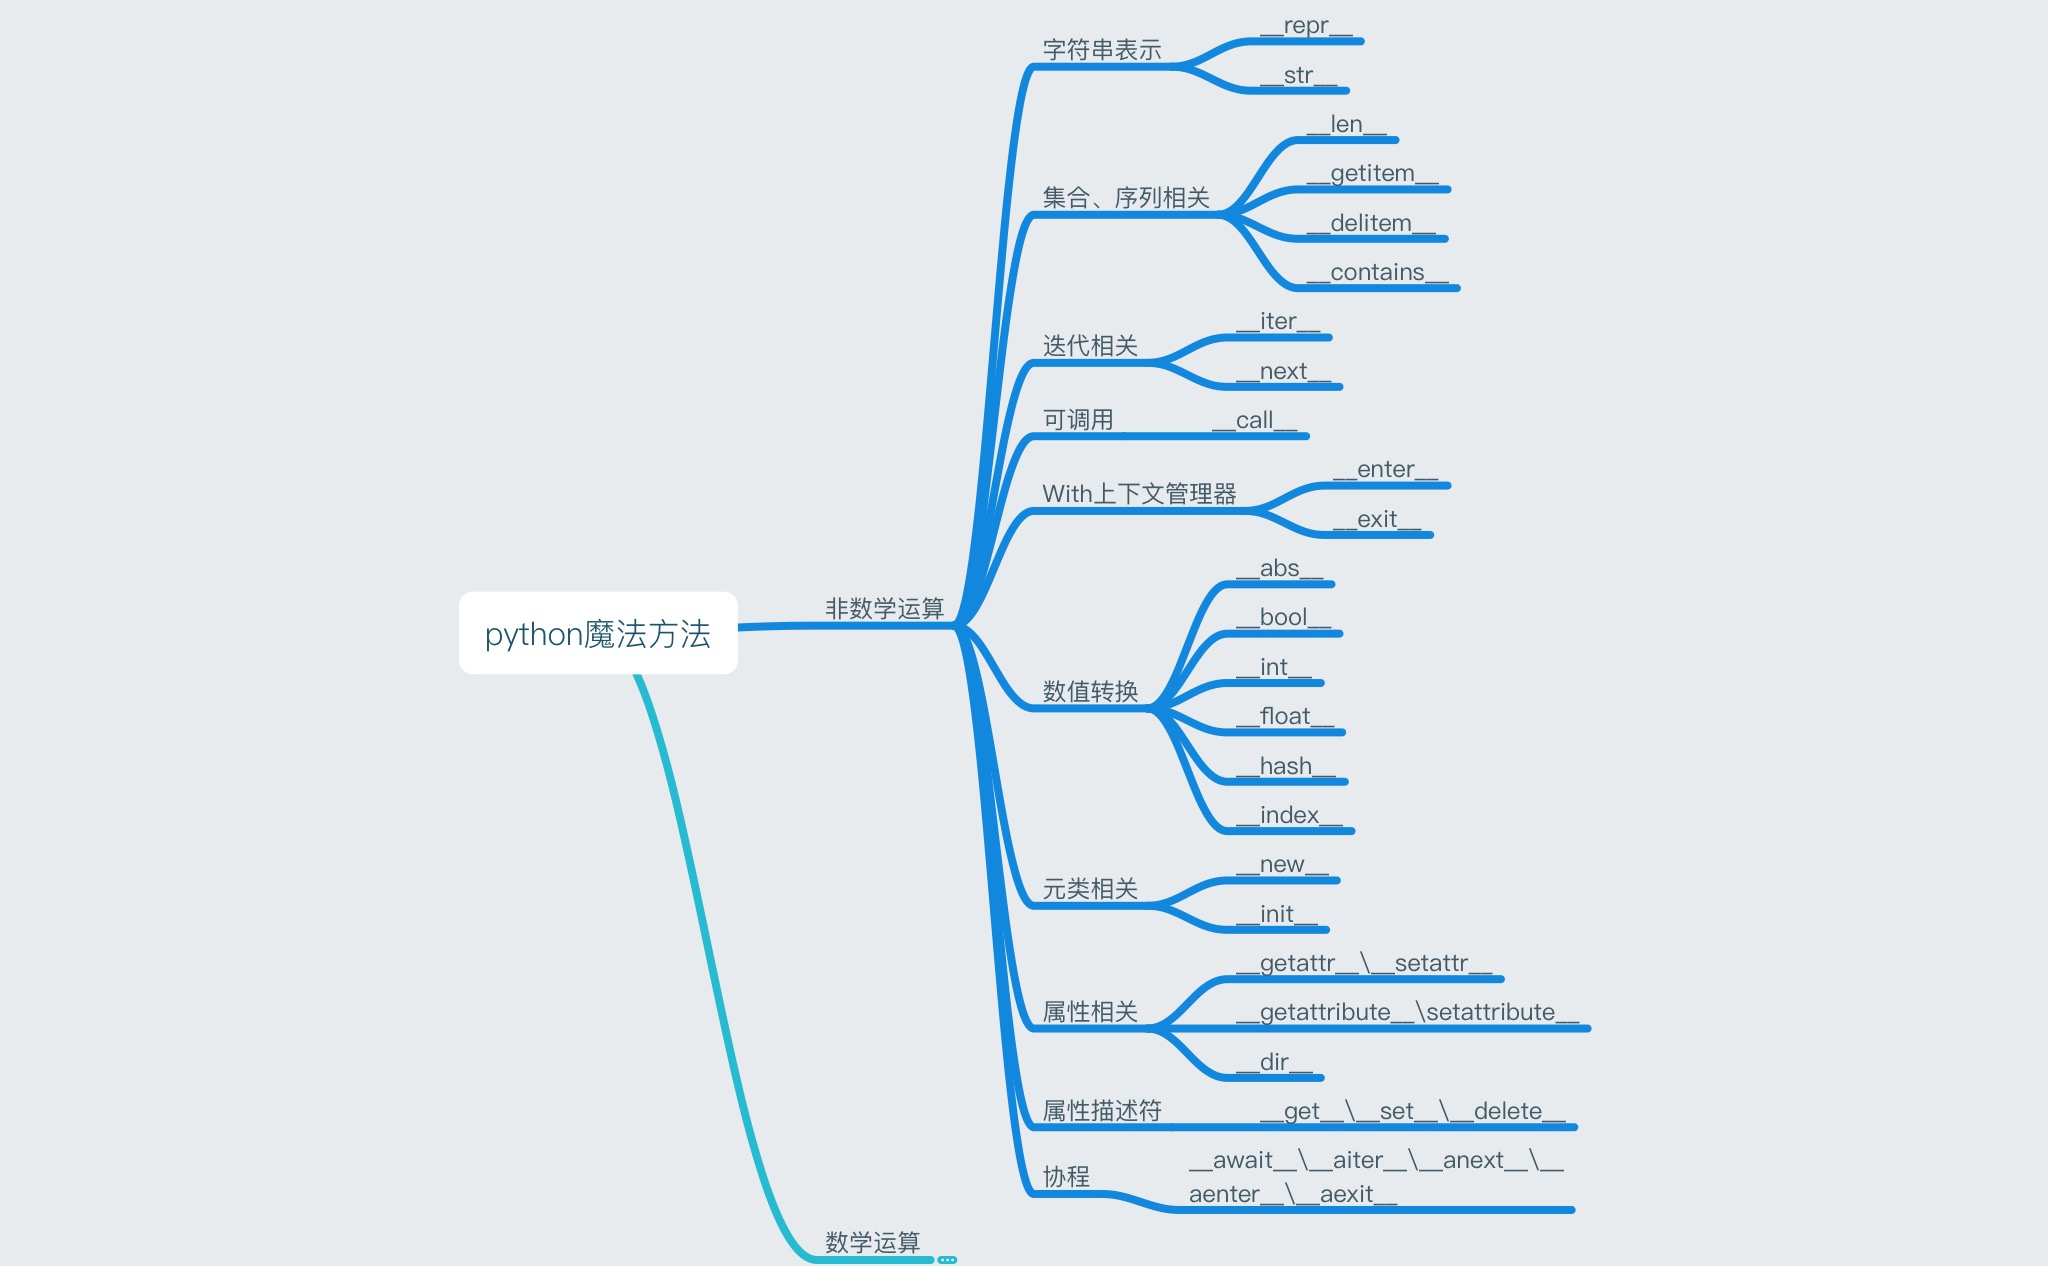 python魔法方法
非数学运算
字符串表示
__repr__
__str__
集合、序列相关
__len__
__getitem__
__delitem__
__contains__
迭代相关
__iter__
__next__
可调用
__call__
With上下文管理器
__enter__
__exit__
数值转换
__abs__
__bool__
__int__
__float__
__hash__
__index__
元类相关
__new__
__init__
属性相关
__getattr__\__setattr__
__getattribute__\setattribute__
__dir__
属性描述符
__get__\__set__\__delete__
协程
__await__\__aiter__\__anext__\__
aenter__\__aexit__
数学运算